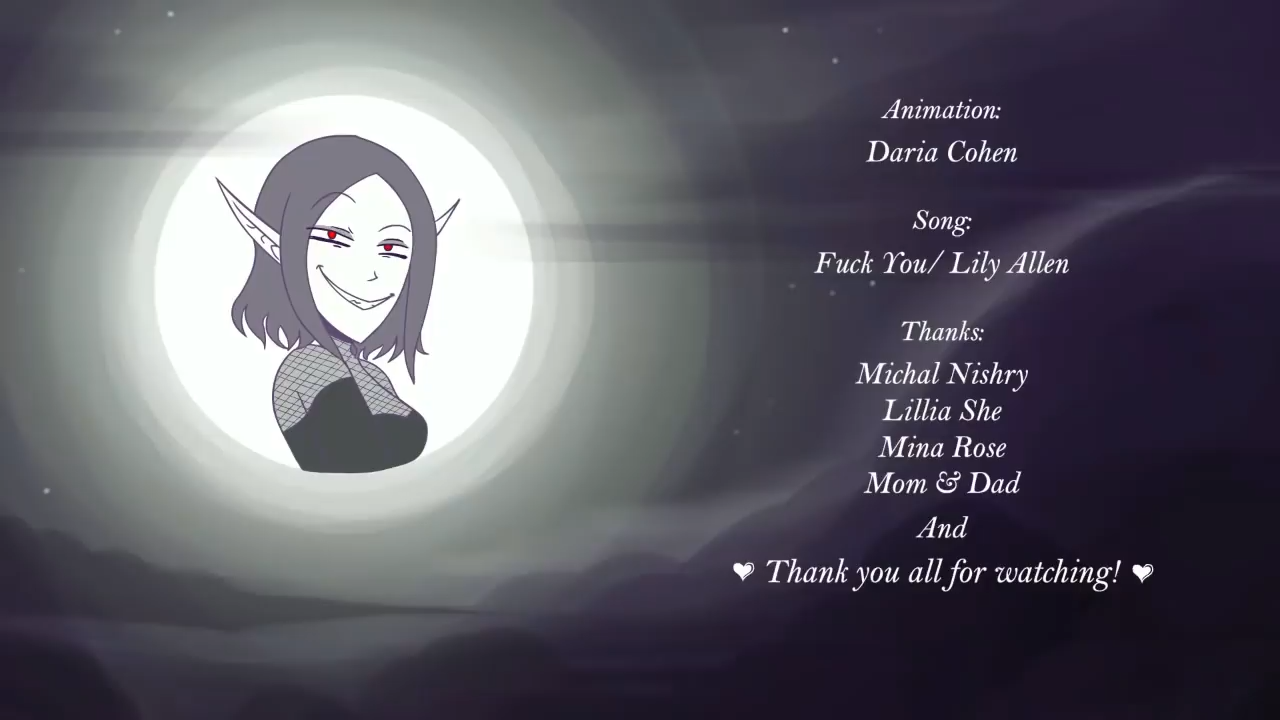 Animation:
Daria Cohen
Song:
Fuck You/ Lily Allen
Thanks:
Michal Nishry
Lillia She
Mina Rose
Mom & Dad
And
Thank you all for watching!